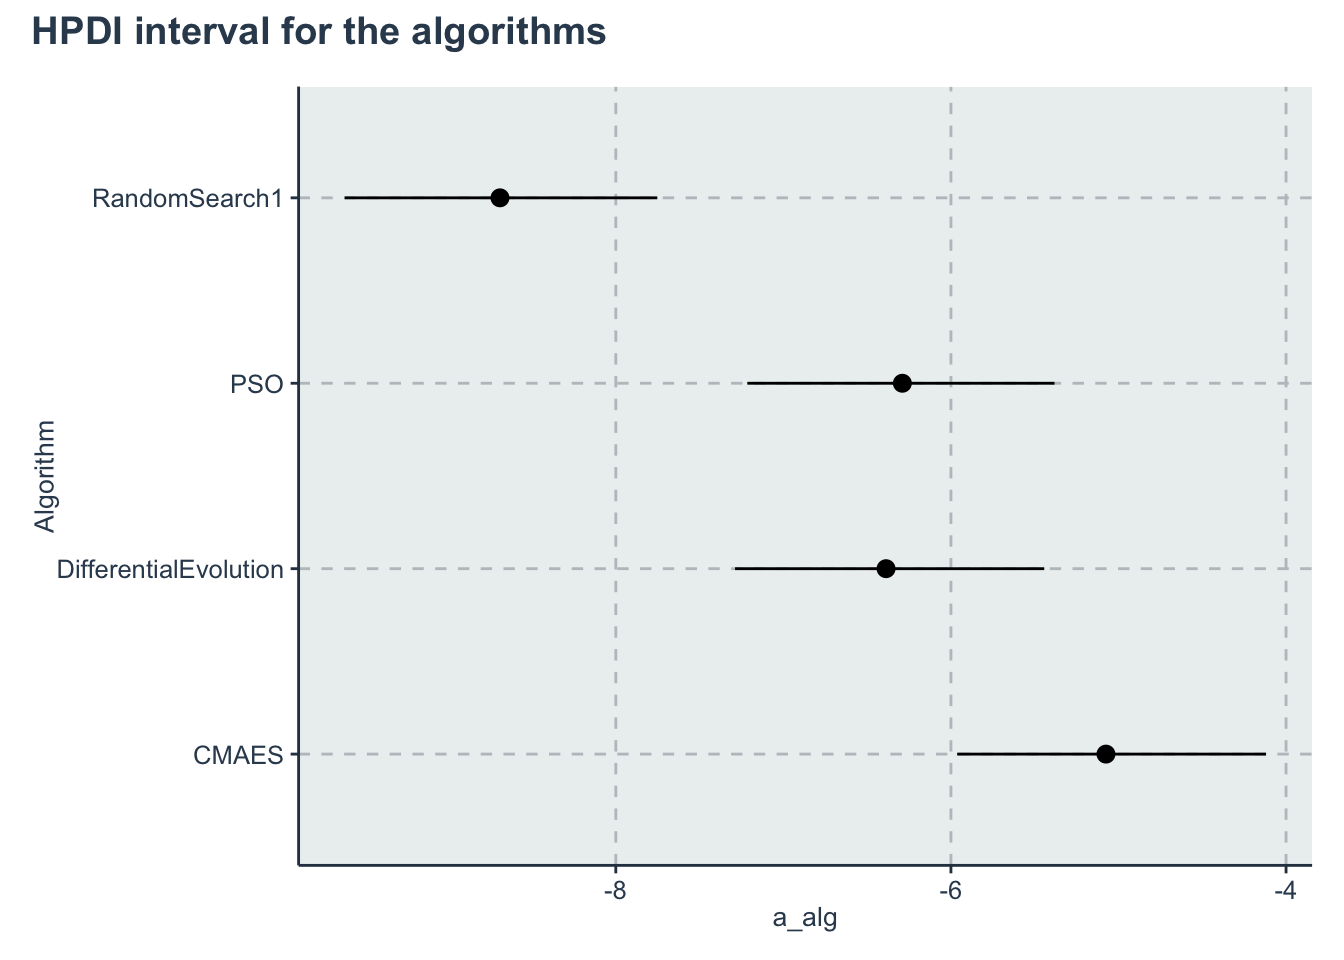 HPDI interval for the algorithms
RandomSearch1
PSO
DifferentialEvolution
CMAES
Algorithm
-8
-6
-4
a_alg